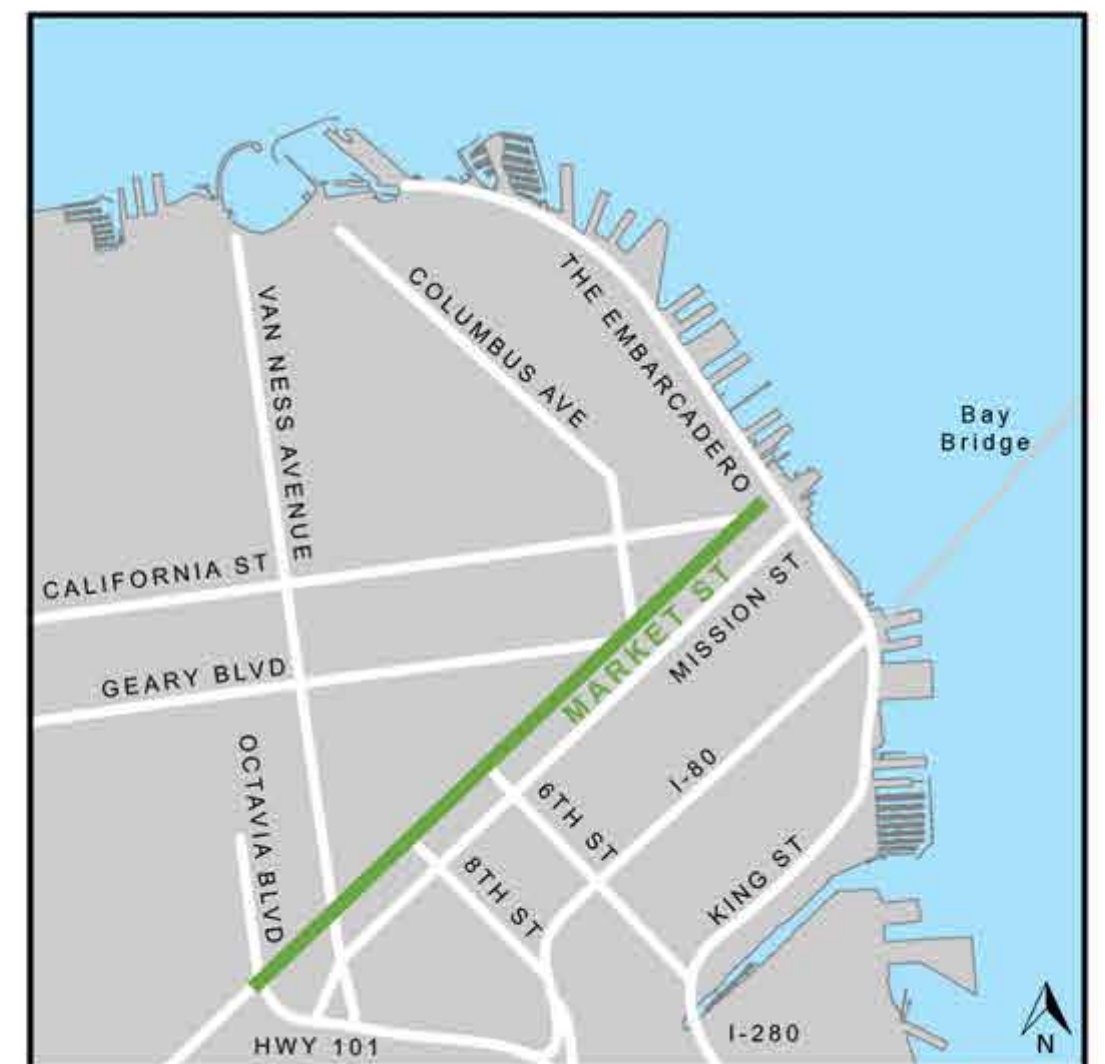 THE EMBARCADERO
COLUMBUS AVE
VAN NESS AVENUE
Bay
Bridge
CALIFORNIA ST
MARKET ST
MISSION ST
GEARY BLVD
OCTAVIA BLVD
I-80
6TH ST
8TH ST
KING ST
I-280
HWY 101
N